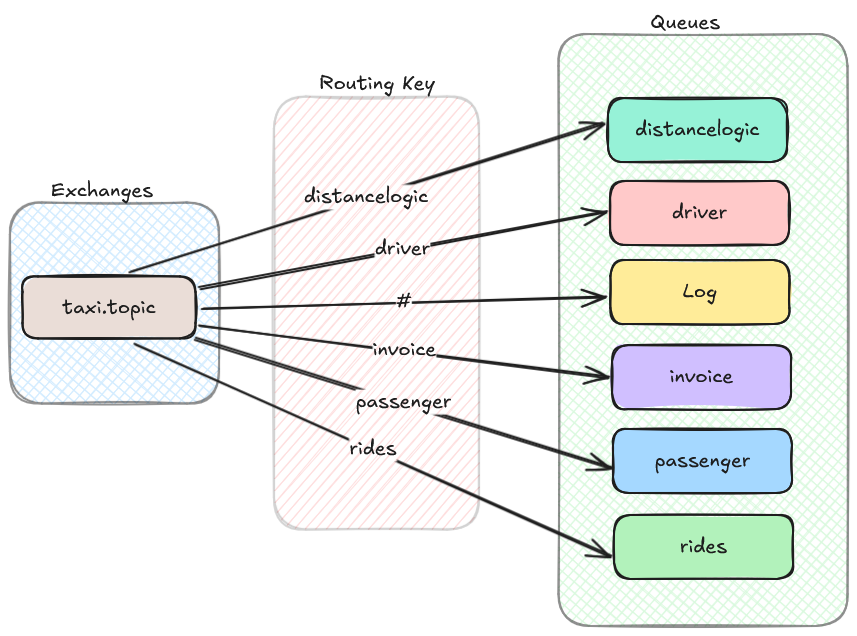 Queues
Routing Key
Exchanges
taxi.topic
distancelogic
driver
#
invoice
passenger
rides
distancelogic
driver
Log
invoice
passenger
rides